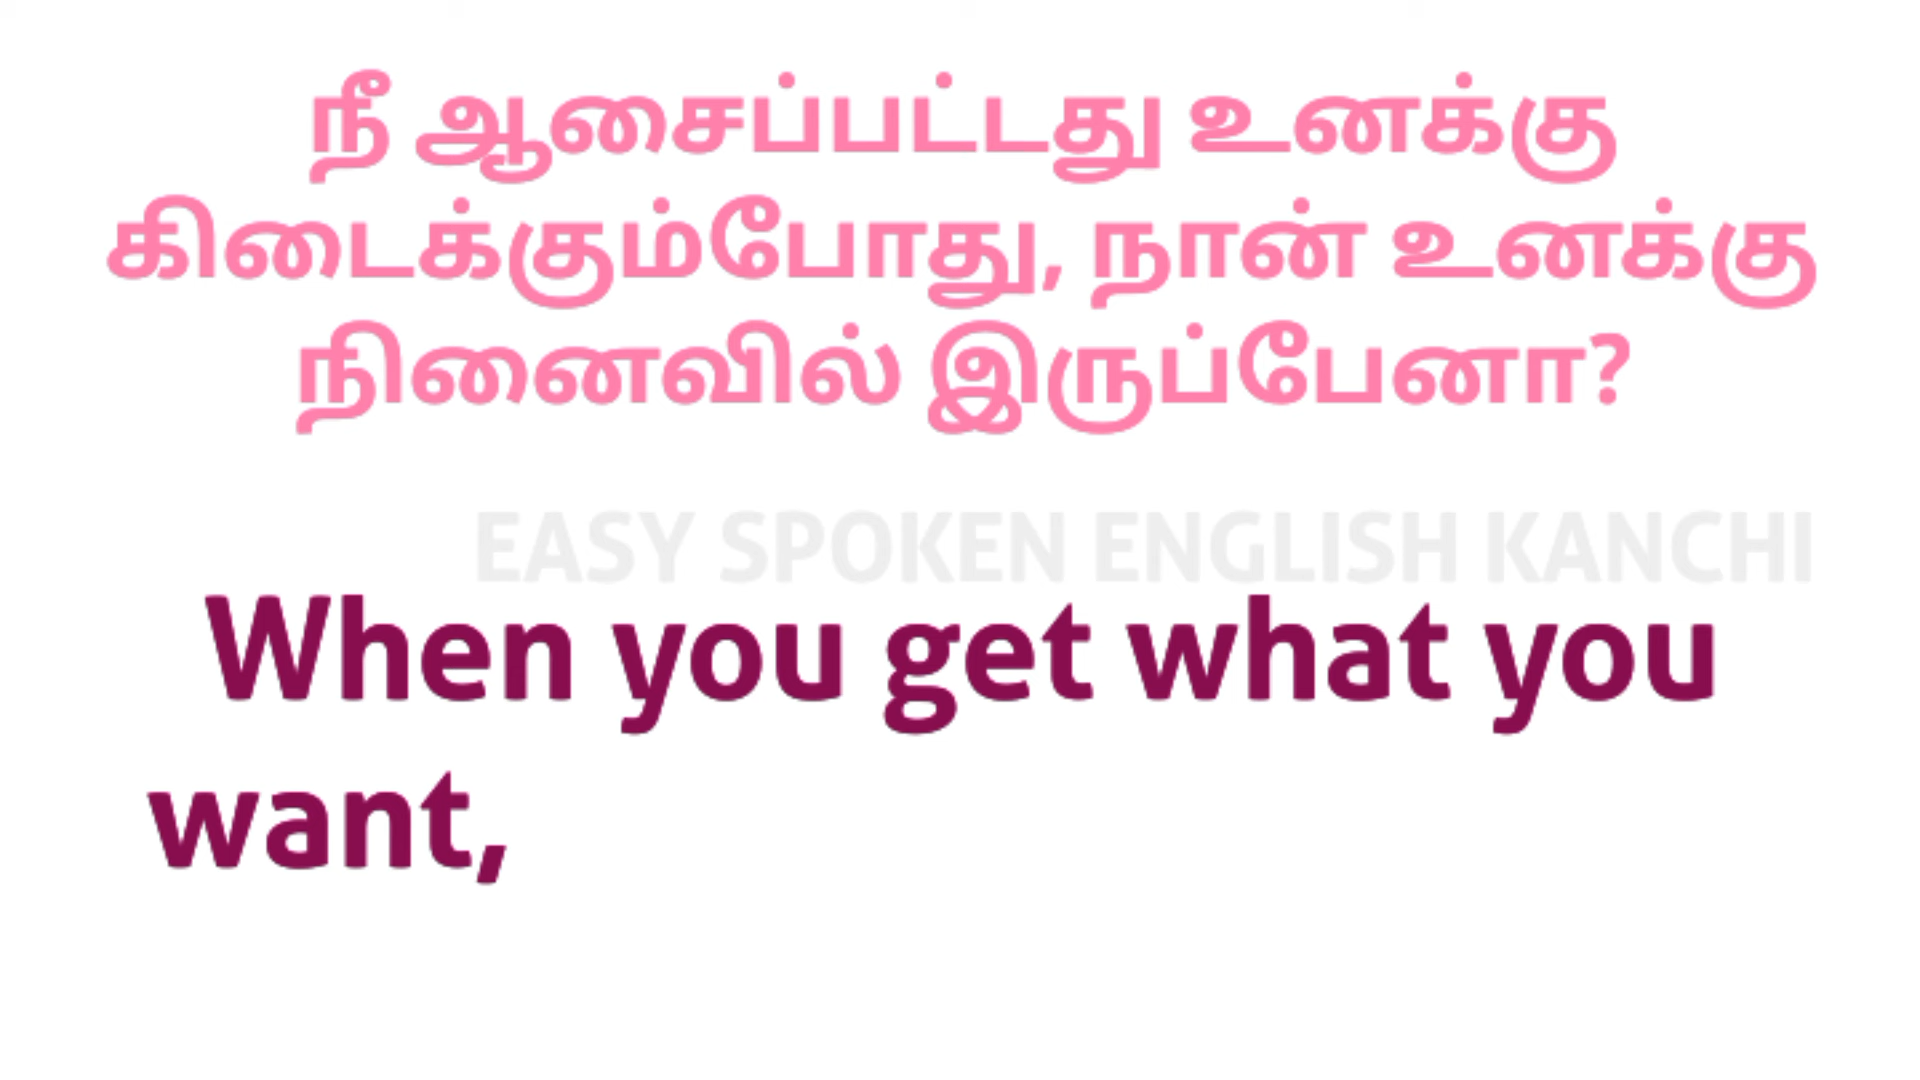 நீ ஆசைப்பட்டது உனக்கு
கிடைக்கும்போது, நான் உனக்கு
நினைவில் இருப்பேனா?
EASY SPOKEN ENGLISH KANCHI
When you get what you
want,